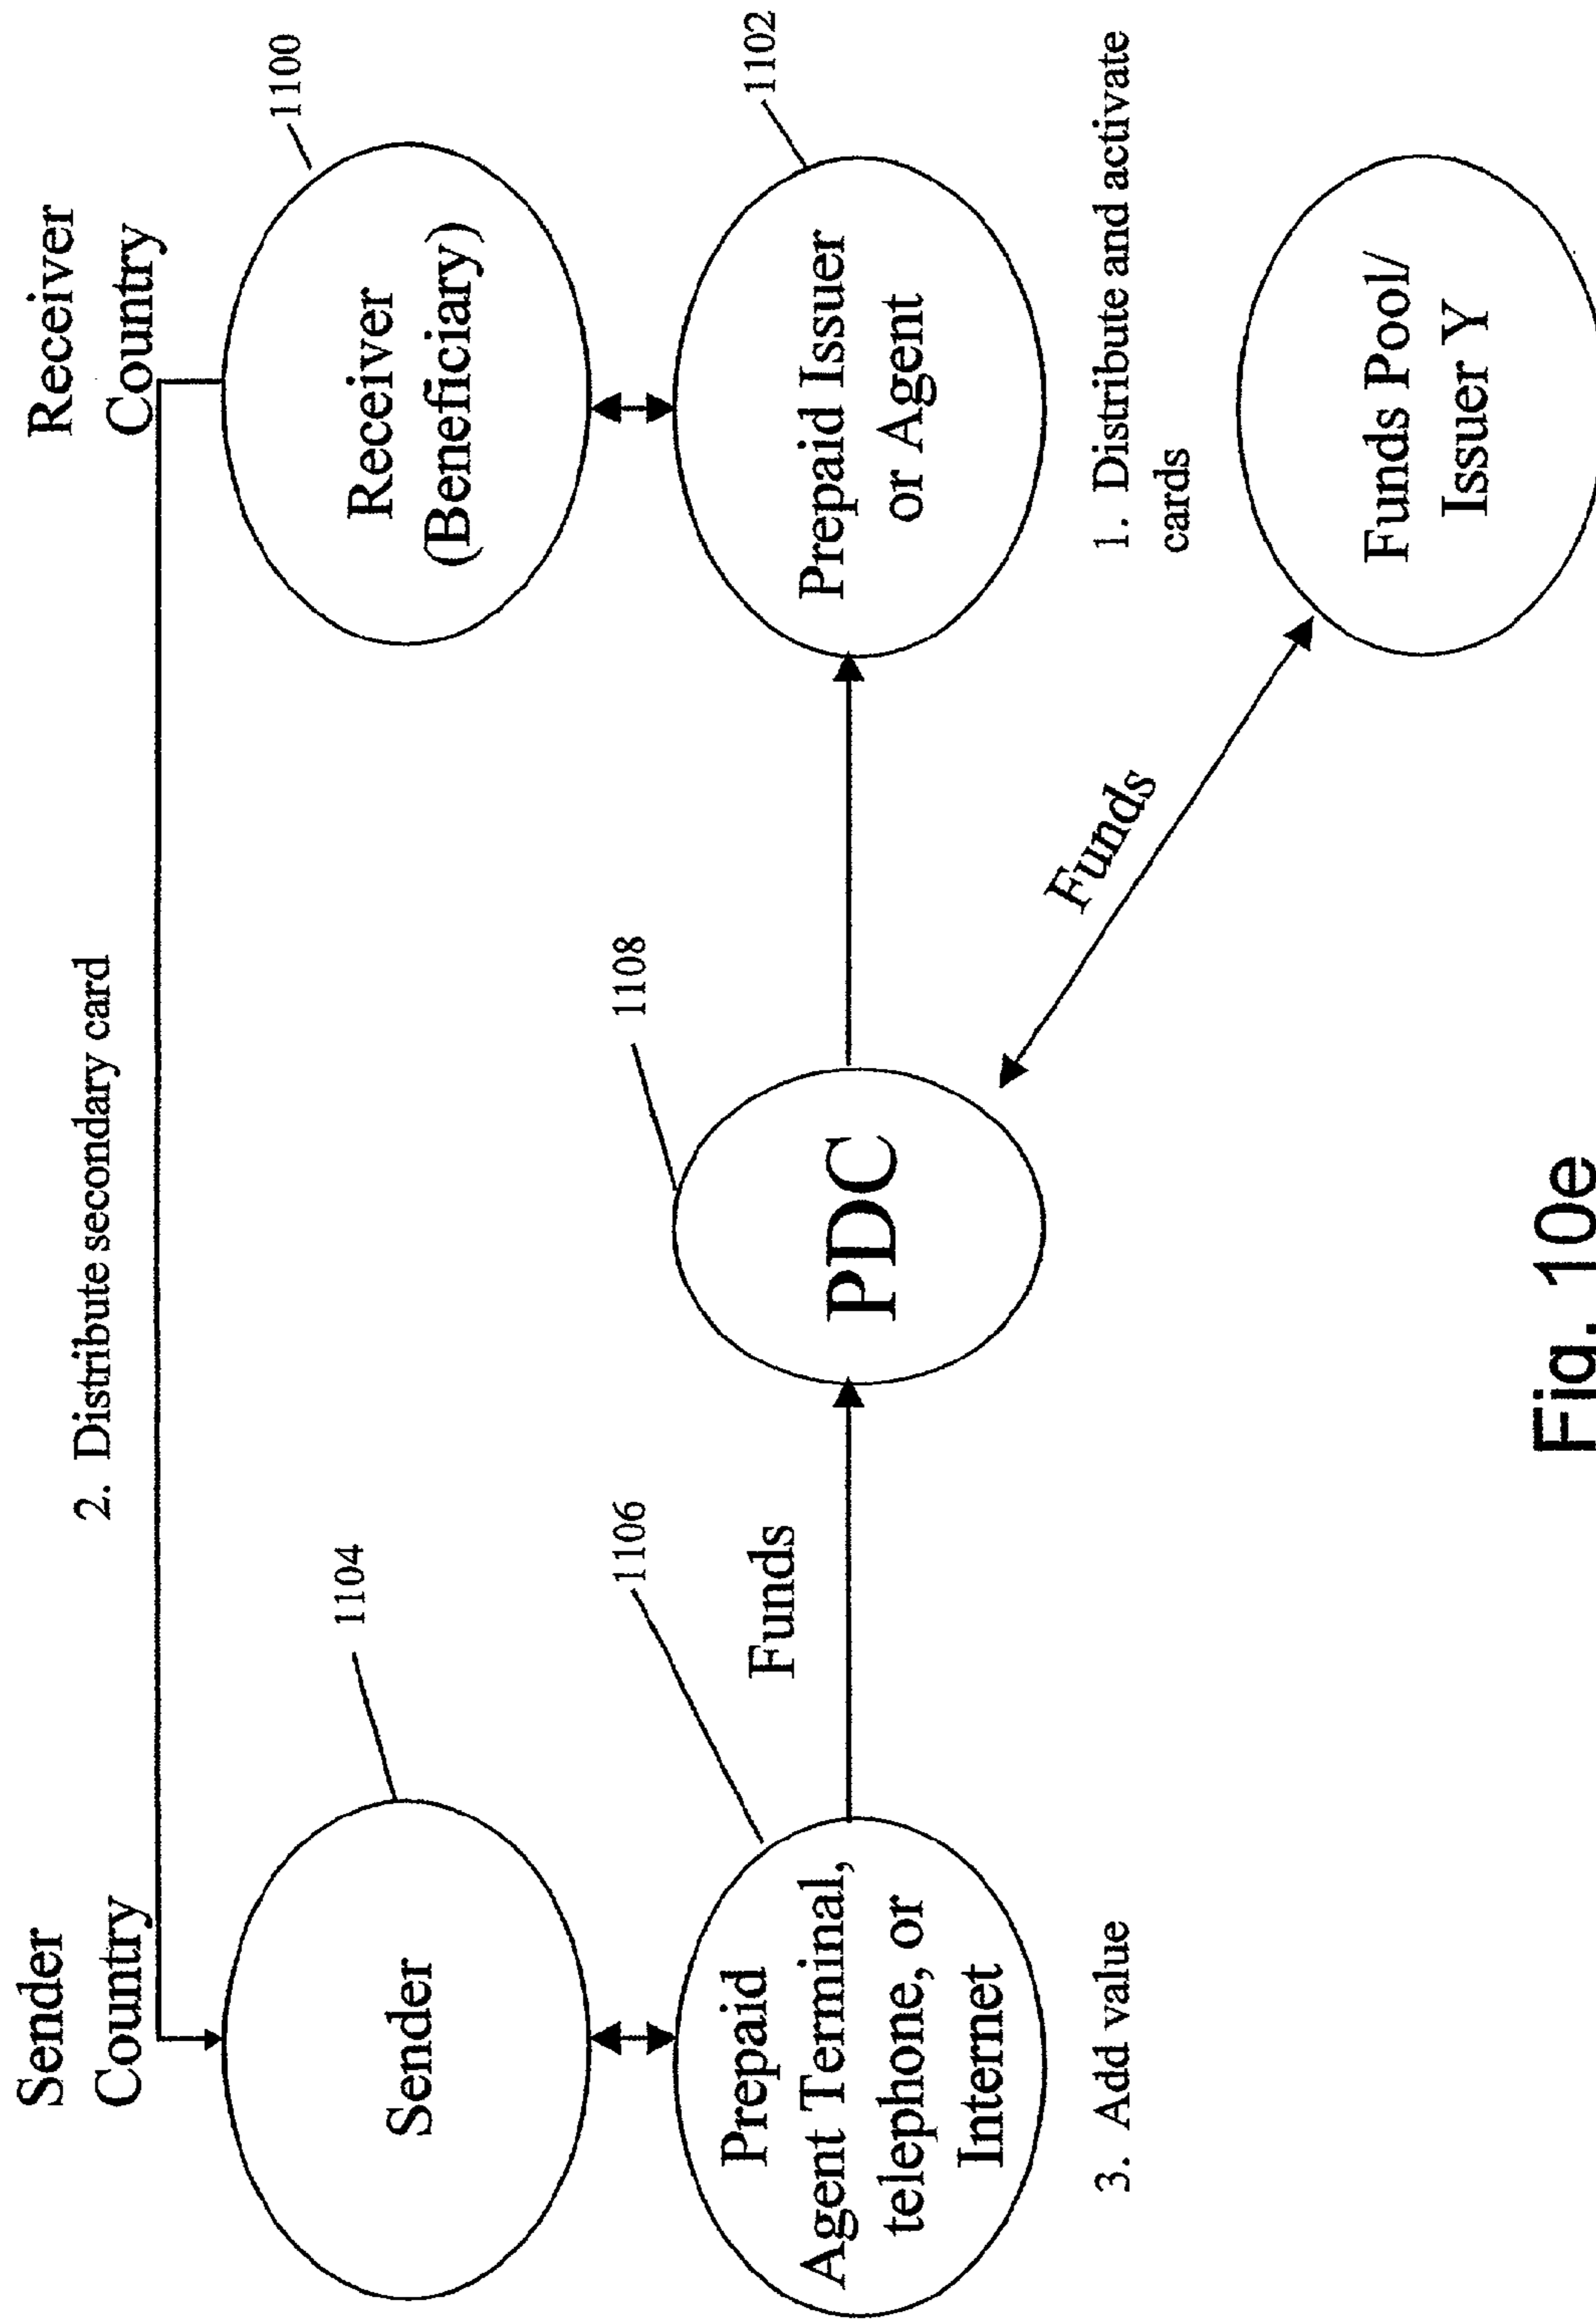 Sender
Country
2. Distribute secondary card
Receiver
Country
1104
Sender
1100
Receiver
(Beneficiary)
1106
Prepaid
Agent Terminal,
telephone, or
Internet
3. Add value
Funds
1108
PDC
1102
Prepaid Issuer
or Agent
1. Distribute and activate
cards
Funds
Funds Pool/
Issuer Y
Fig. 10e